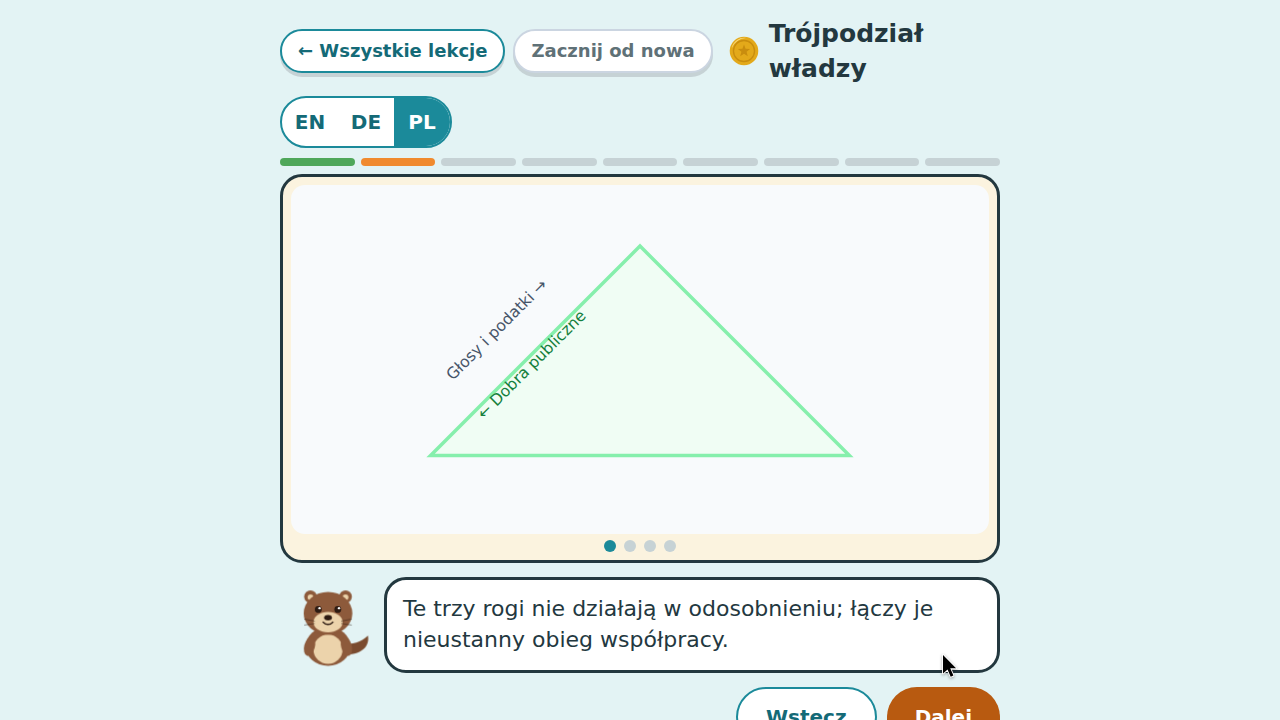 ← Wszystkie lekcje
Zacznij od nowa
Trójpodział
władzy
EN DE PL
Głosy i podatki →
← Dobra publiczne
Te trzy rogi nie działają w odosobnieniu; łączy je
nieustanny obieg współpracy.
Wstecz
Dalej